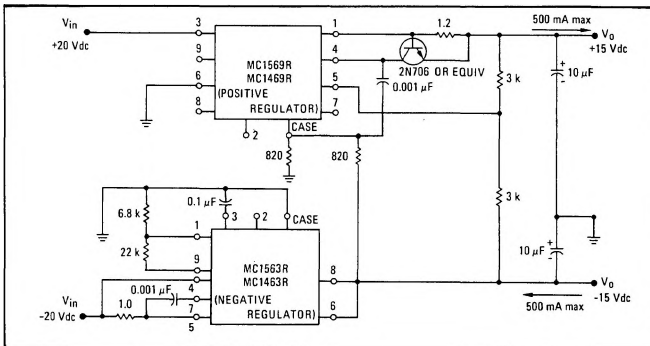 Vin
+20 Vdc
3
9
6
8
MC1569R
MC1469R
(POSITIVE
REGULATOR)
2
CASE
1
4
5
7
1.2
2N706 OR EQUIV
0.001 µF
500 mA max
Vo
+15 Vdc
3 k
10 µF
+
-
820
820
3 k
10 µF
+
-
6.8 k
22 k
0.1 µF
3
2
CASE
1
9
4
7
5
MC1563R
MC1463R
(NEGATIVE
REGULATOR)
8
6
0.001 µF
Vin
-20 Vdc
1.0
Vo
-15 Vdc
500 mA max